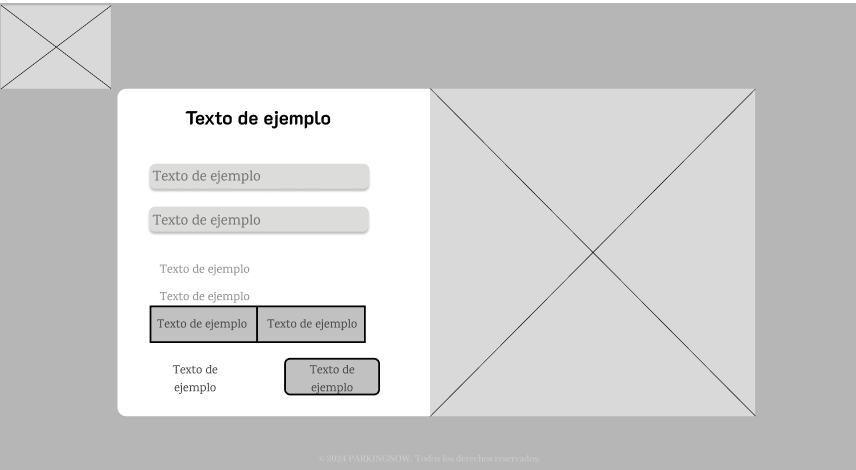 Texto de ejemplo
Texto de ejemplo
Texto de ejemplo
Texto de ejemplo
Texto de ejemplo
Texto de ejemplo Texto de ejemplo
Texto de
ejemplo
Texto de
ejemplo
© 2024 PARKINGNOW. Todos los derechos reservados.